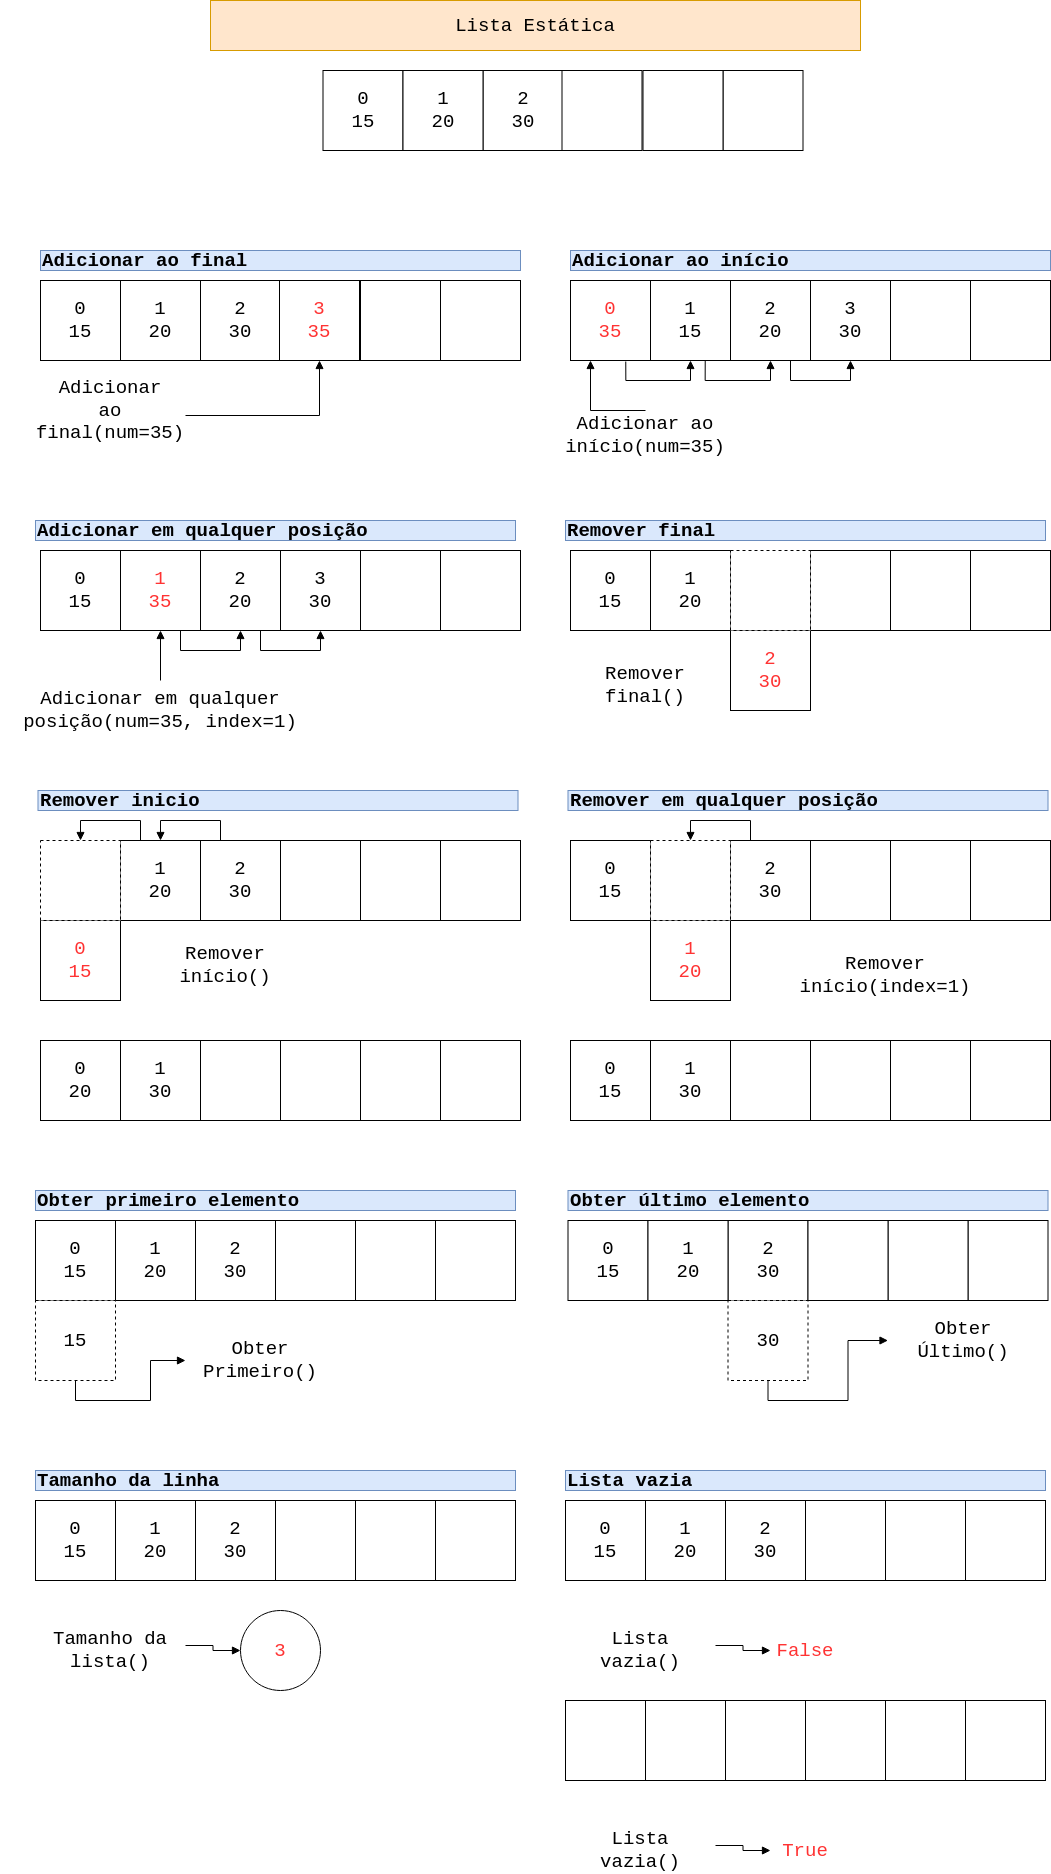 Lista Estática
0 1 2
15 20 30
Adicionar ao final
0 1 2 3
15 20 30 35
Adicionar
ao
final(num=35)
Adicionar ao início
0 1 2 3
35 15 20 30
Adicionar ao
início(num=35)
Adicionar em qualquer posição
0 1 2 3
15 35 20 30
Adicionar em qualquer
posição(num=35, index=1)
Remover final
0 1
15 20
2
30
Remover
final()
Remover inicio
1 2
20 30
0
15
Remover
início()
0 1
20 30
Remover em qualquer posição
0 2
15 30
1
20
Remover
início(index=1)
0 1
15 30
Obter primeiro elemento
0 1 2
15 20 30
15
Obter
Primeiro()
Obter último elemento
0 1 2
15 20 30
30
Obter
Último()
Tamanho da linha
0 1 2
15 20 30
Tamanho da
lista()
3
Lista vazia
0 1 2
15 20 30
Lista
vazia()
False
Lista
vazia()
True